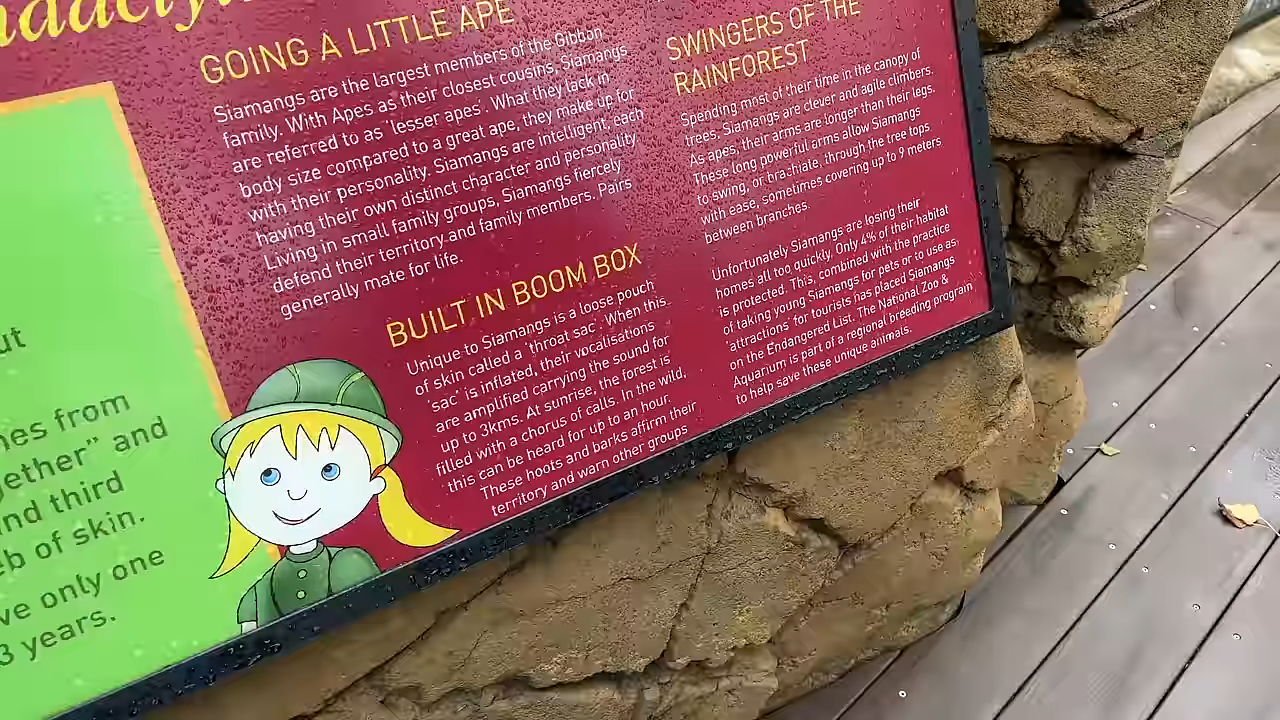 GOING A LITTLE APE
Siamangs are the largest members of the Gibbon
family. With Apes as their closest cousins, Siamangs
are referred to as 'lesser apes'. What they lack in
body size compared to a great ape, they make up for
with their personality. Siamangs are intelligent, each
having their own distinct character and personality.
Living in small family groups, Siamangs fiercely
defend their territory and family members. Pairs
generally mate for life.
BUILT IN BOOM BOX
Unique to Siamangs is a loose pouch
of skin called a 'throat sac'. When this
'sac' is inflated, their vocalisations
are amplified carrying the sound for
up to 3kms. At sunrise, the forest is
filled with a chorus of calls. In the wild,
this can be heard for up to an hour.
These hoots and barks affirm their
territory and warn other groups
SWINGERS OF THE
RAINFOREST
Spending most of their time in the canopy of
trees, Siamangs are clever and agile climbers.
As apes, their arms are longer than their legs.
These long powerful arms allow Siamangs
to swing, or brachiate, through the tree tops
with ease, sometimes covering up to 9 meters
between branches.
Unfortunately Siamangs are losing their
homes all too quickly. Only 4% of their habitat
is protected. This, combined with the practice
of taking young Siamangs for pets or to use as
'attractions' for tourists has placed Siamangs
on the Endangered List. The National Zoo &
Aquarium is part of a regional breeding program
to help save these unique animals.
ut
nes from
gether" and
nd third
eb of skin.
ve only one
3 years.